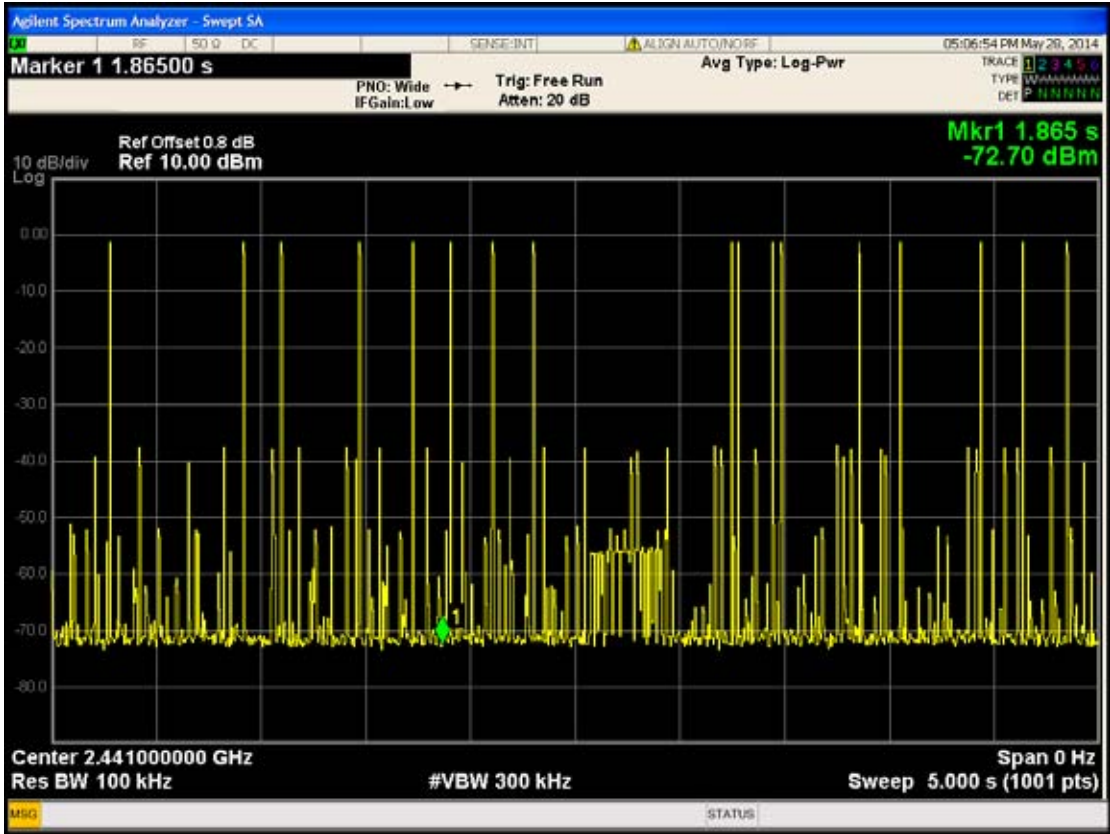 Agilent Spectrum Analyzer - Swept SA
LXI RF 50 Ω DC SENSE:INT ALIGN AUTO/NO RF 05:06:54 PM May 28, 2014
Marker 1 1.86500 s
PNO: Wide
IFGain:Low
Trig: Free Run
Atten: 20 dB
Avg Type: Log-Pwr
TRACE 1 2 3 4 5 6
TYPE
DET P N N N N N
Mkr1 1.865 s
-72.70 dBm
Ref Offset 0.8 dB
10 dB/div Ref 10.00 dBm
Log
0.00
-10.0
-20.0
-30.0
-40.0
-50.0
-60.0
1
-70.0
-80.0
Center 2.441000000 GHz Span 0 Hz
Res BW 100 kHz #VBW 300 kHz Sweep 5.000 s (1001 pts)
MSG STATUS